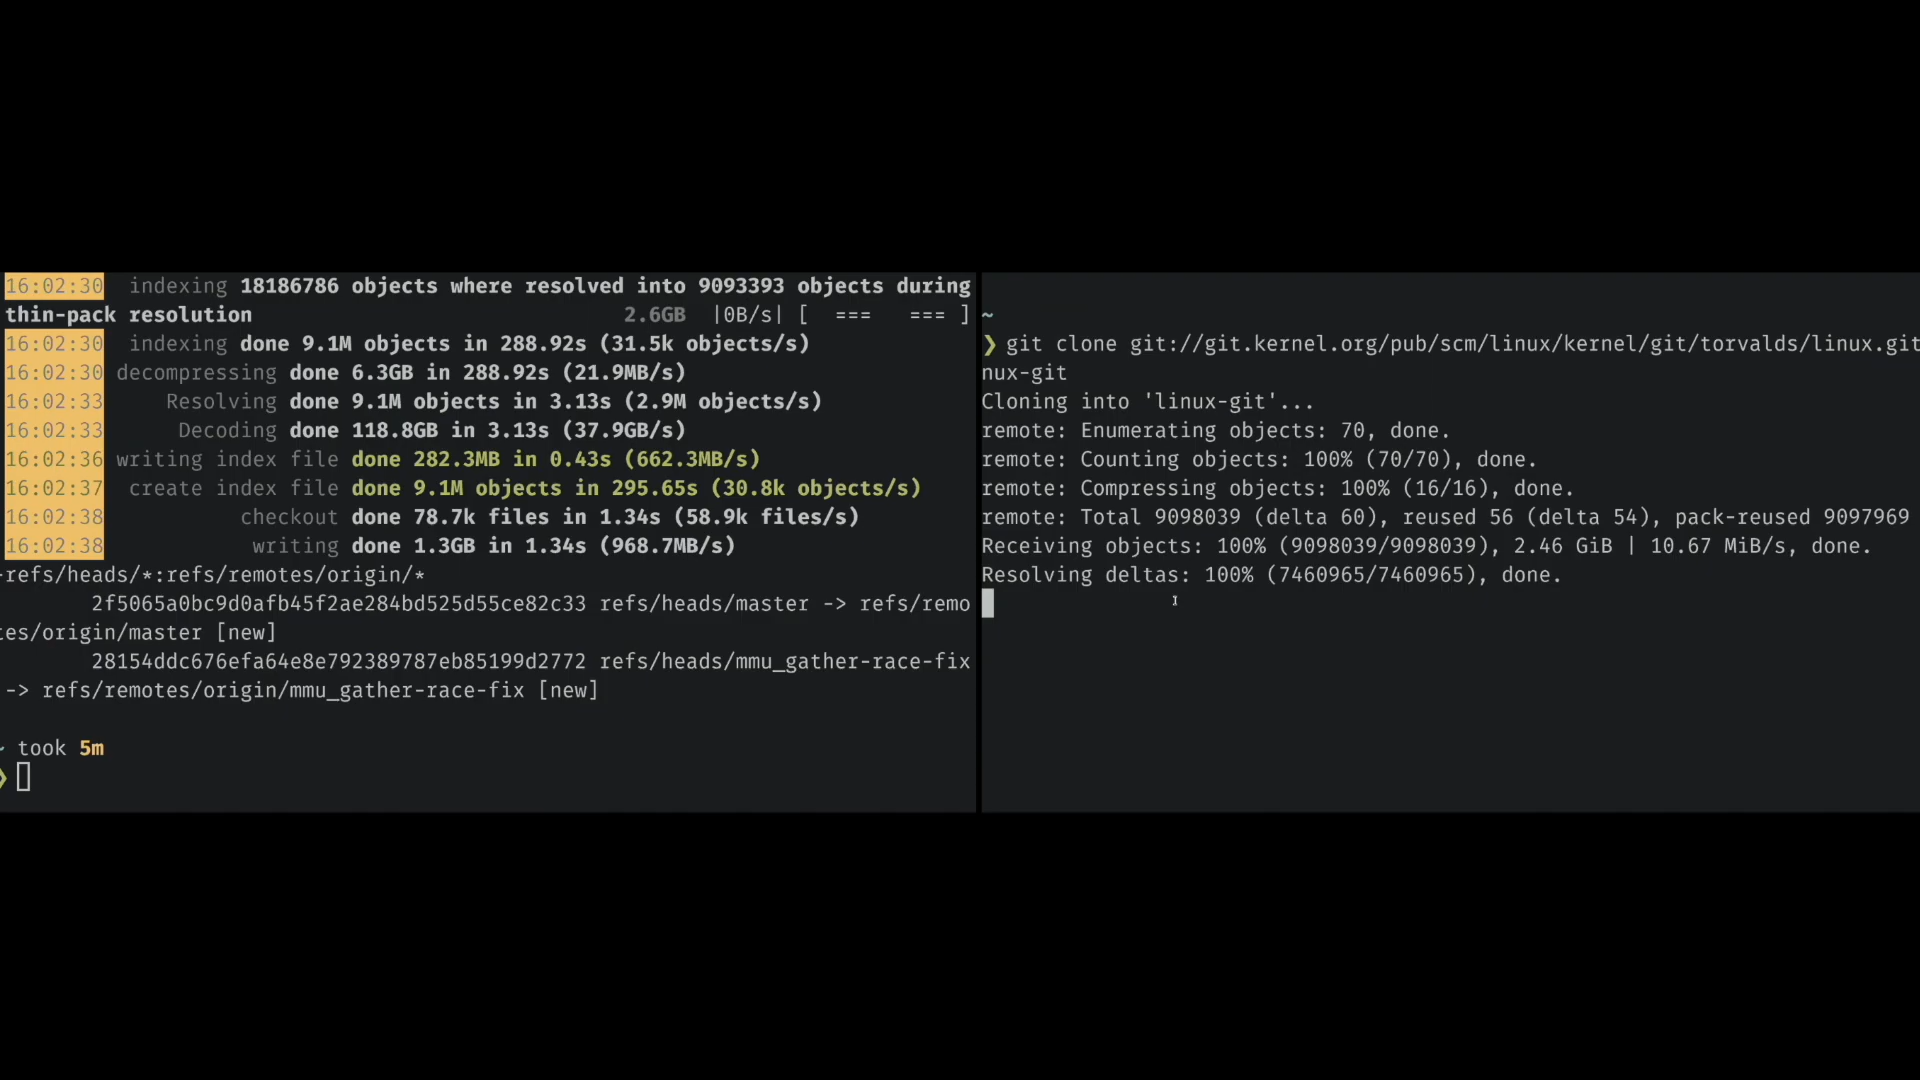 16:02:30 indexing 18186786 objects where resolved into 9093393 objects during
thin-pack resolution 2.6GB |0B/s| [ === === ]
16:02:30 indexing done 9.1M objects in 288.92s (31.5k objects/s)
16:02:30 decompressing done 6.3GB in 288.92s (21.9MB/s)
16:02:33 Resolving done 9.1M objects in 3.13s (2.9M objects/s)
16:02:33 Decoding done 118.8GB in 3.13s (37.9GB/s)
16:02:36 writing index file done 282.3MB in 0.43s (662.3MB/s)
16:02:37 create index file done 9.1M objects in 295.65s (30.8k objects/s)
16:02:38 checkout done 78.7k files in 1.34s (58.9k files/s)
16:02:38 writing done 1.3GB in 1.34s (968.7MB/s)
-refs/heads/*:refs/remotes/origin/*
2f5065a0bc9d0afb45f2ae284bd525d55ce82c33 refs/heads/master -> refs/remo
tes/origin/master [new]
28154ddc676efa64e8e792389787eb85199d2772 refs/heads/mmu_gather-race-fix
-> refs/remotes/origin/mmu_gather-race-fix [new]
~ took 5m
❯
~
❯ git clone git://git.kernel.org/pub/scm/linux/kernel/git/torvalds/linux.git
nux-git
Cloning into 'linux-git'...
remote: Enumerating objects: 70, done.
remote: Counting objects: 100% (70/70), done.
remote: Compressing objects: 100% (16/16), done.
remote: Total 9098039 (delta 60), reused 56 (delta 54), pack-reused 9097969
Receiving objects: 100% (9098039/9098039), 2.46 GiB | 10.67 MiB/s, done.
Resolving deltas: 100% (7460965/7460965), done.